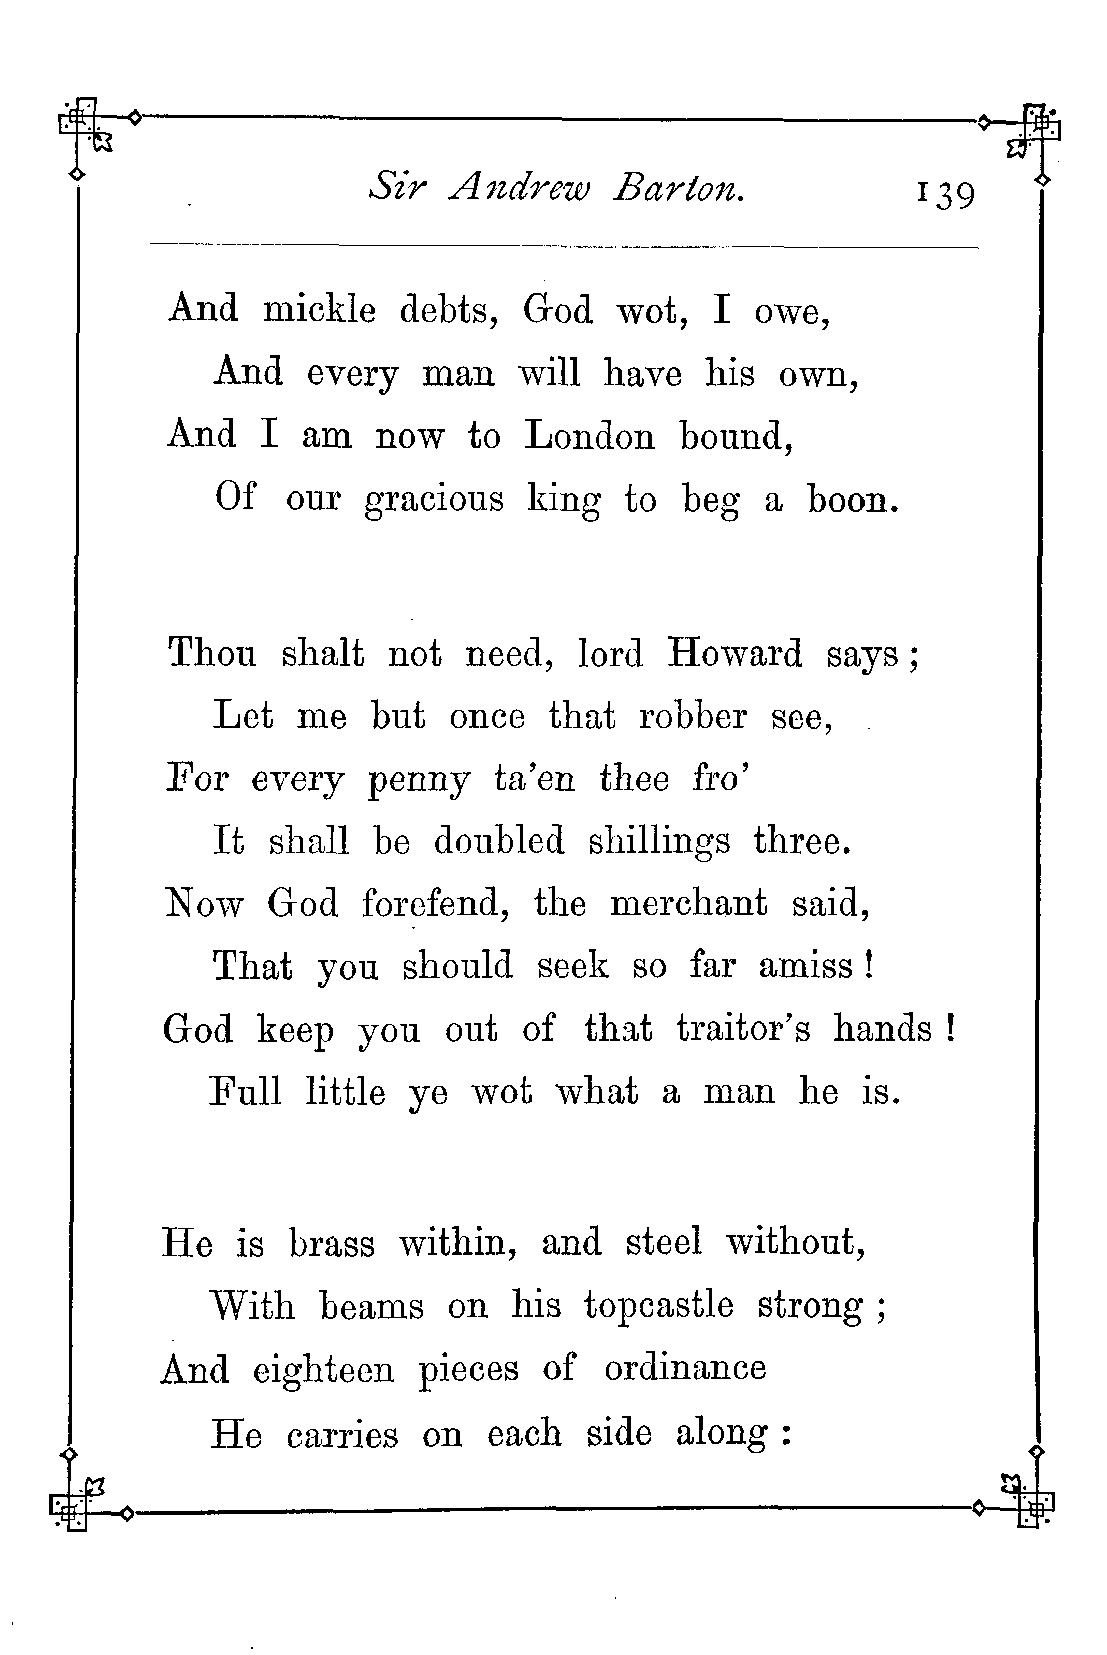 Sir Andrew Barton. 139
And mickle debts, God wot, I owe,
And every man will have his own,
And I am now to London bound,
Of our gracious king to beg a boon.
Thou shalt not need, lord Howard says;
Let me but once that robber see,
For every penny ta'en thee fro'
It shall be doubled shillings three.
Now God forefend, the merchant said,
That you should seek so far amiss!
God keep you out of that traitor's hands!
Full little ye wot what a man he is.
He is brass within, and steel without,
With beams on his topcastle strong;
And eighteen pieces of ordinance
He carries on each side along: